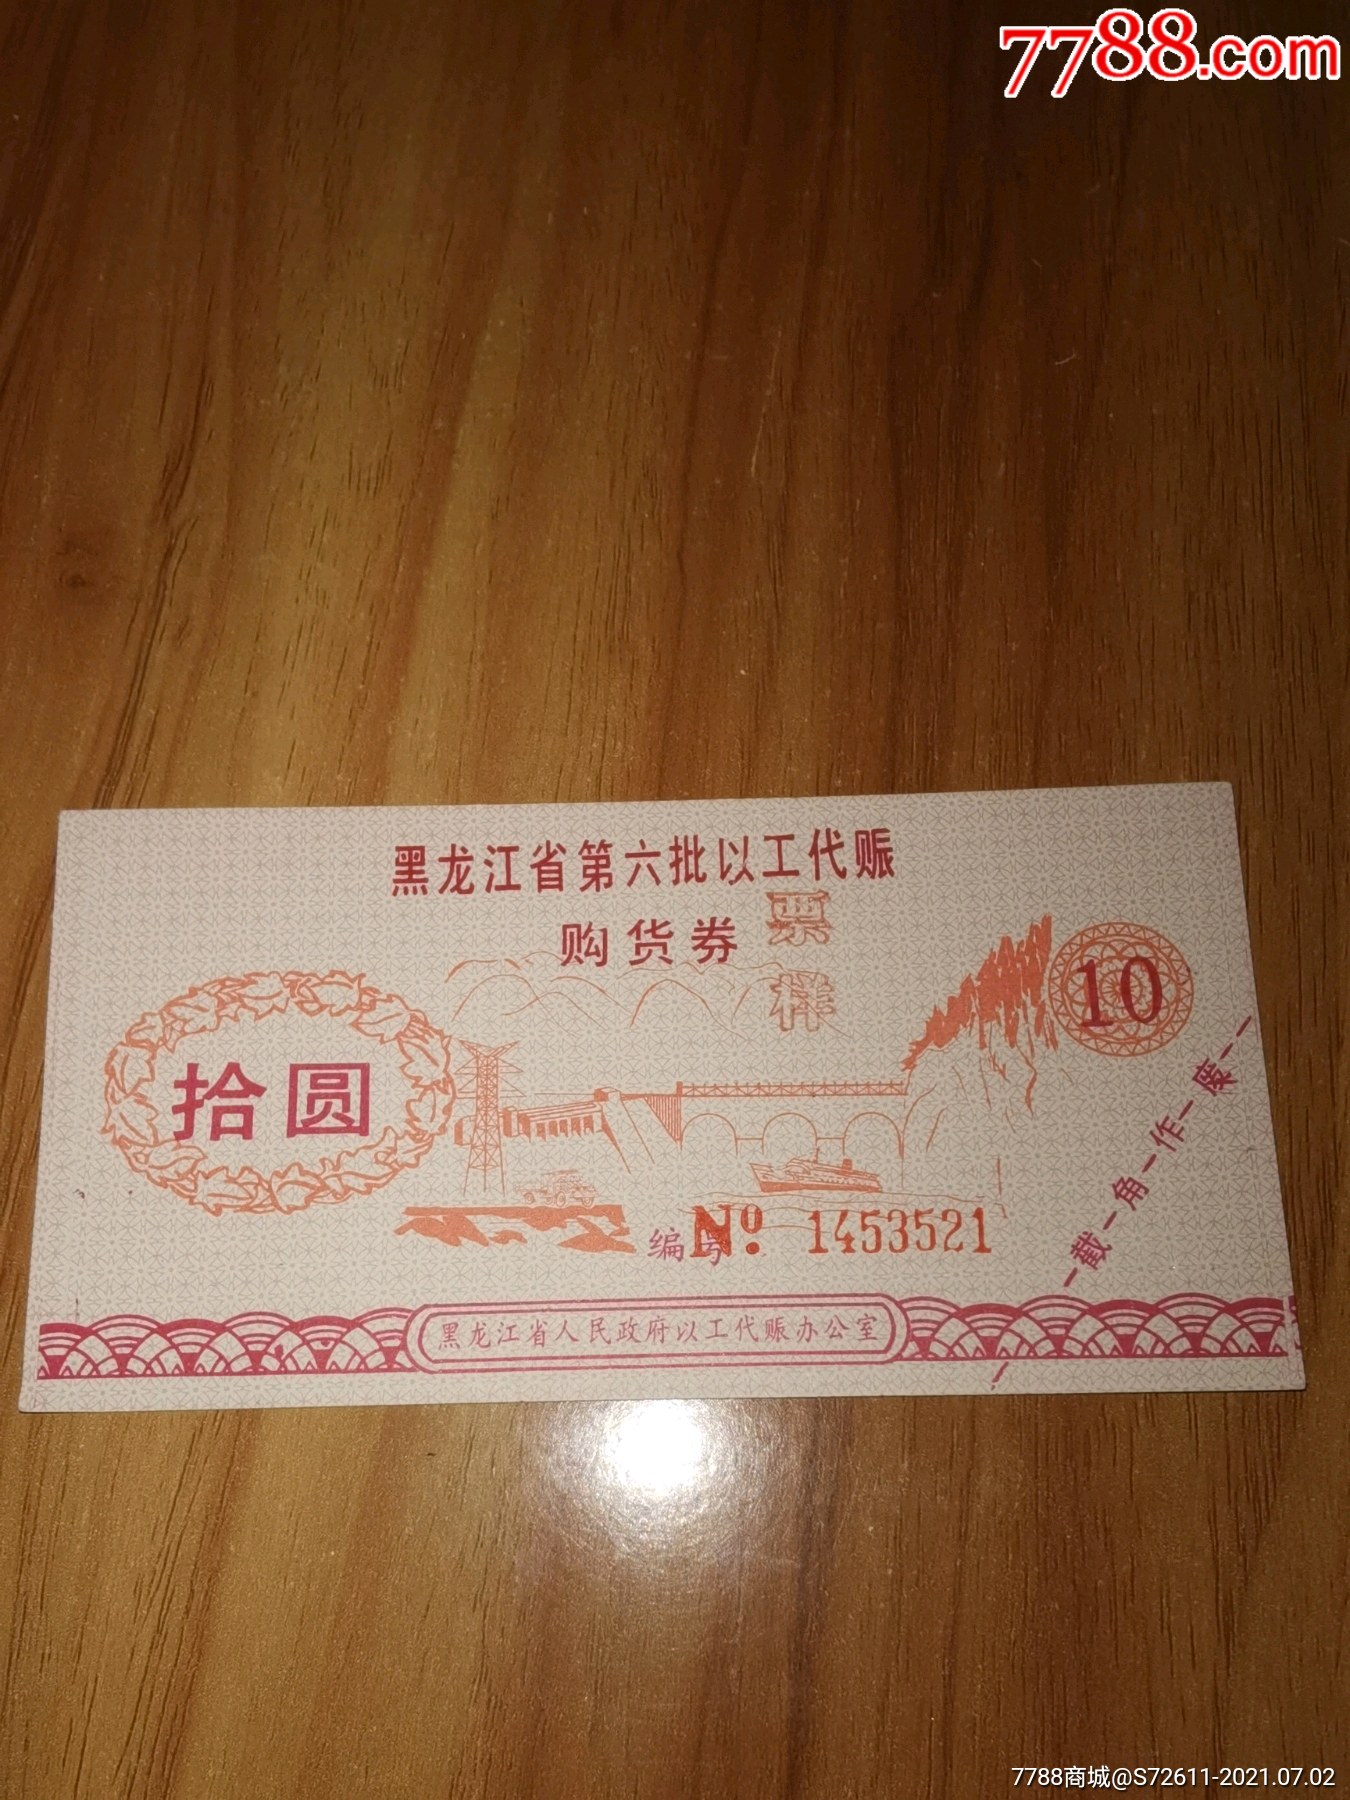 7788.com
黑龙江省第六批以工代赈
购货券
票样
10
拾圆
截角作废
编号
№ 1453521
黑龙江省人民政府以工代赈办公室
7788商城@S72611-2021.07.02